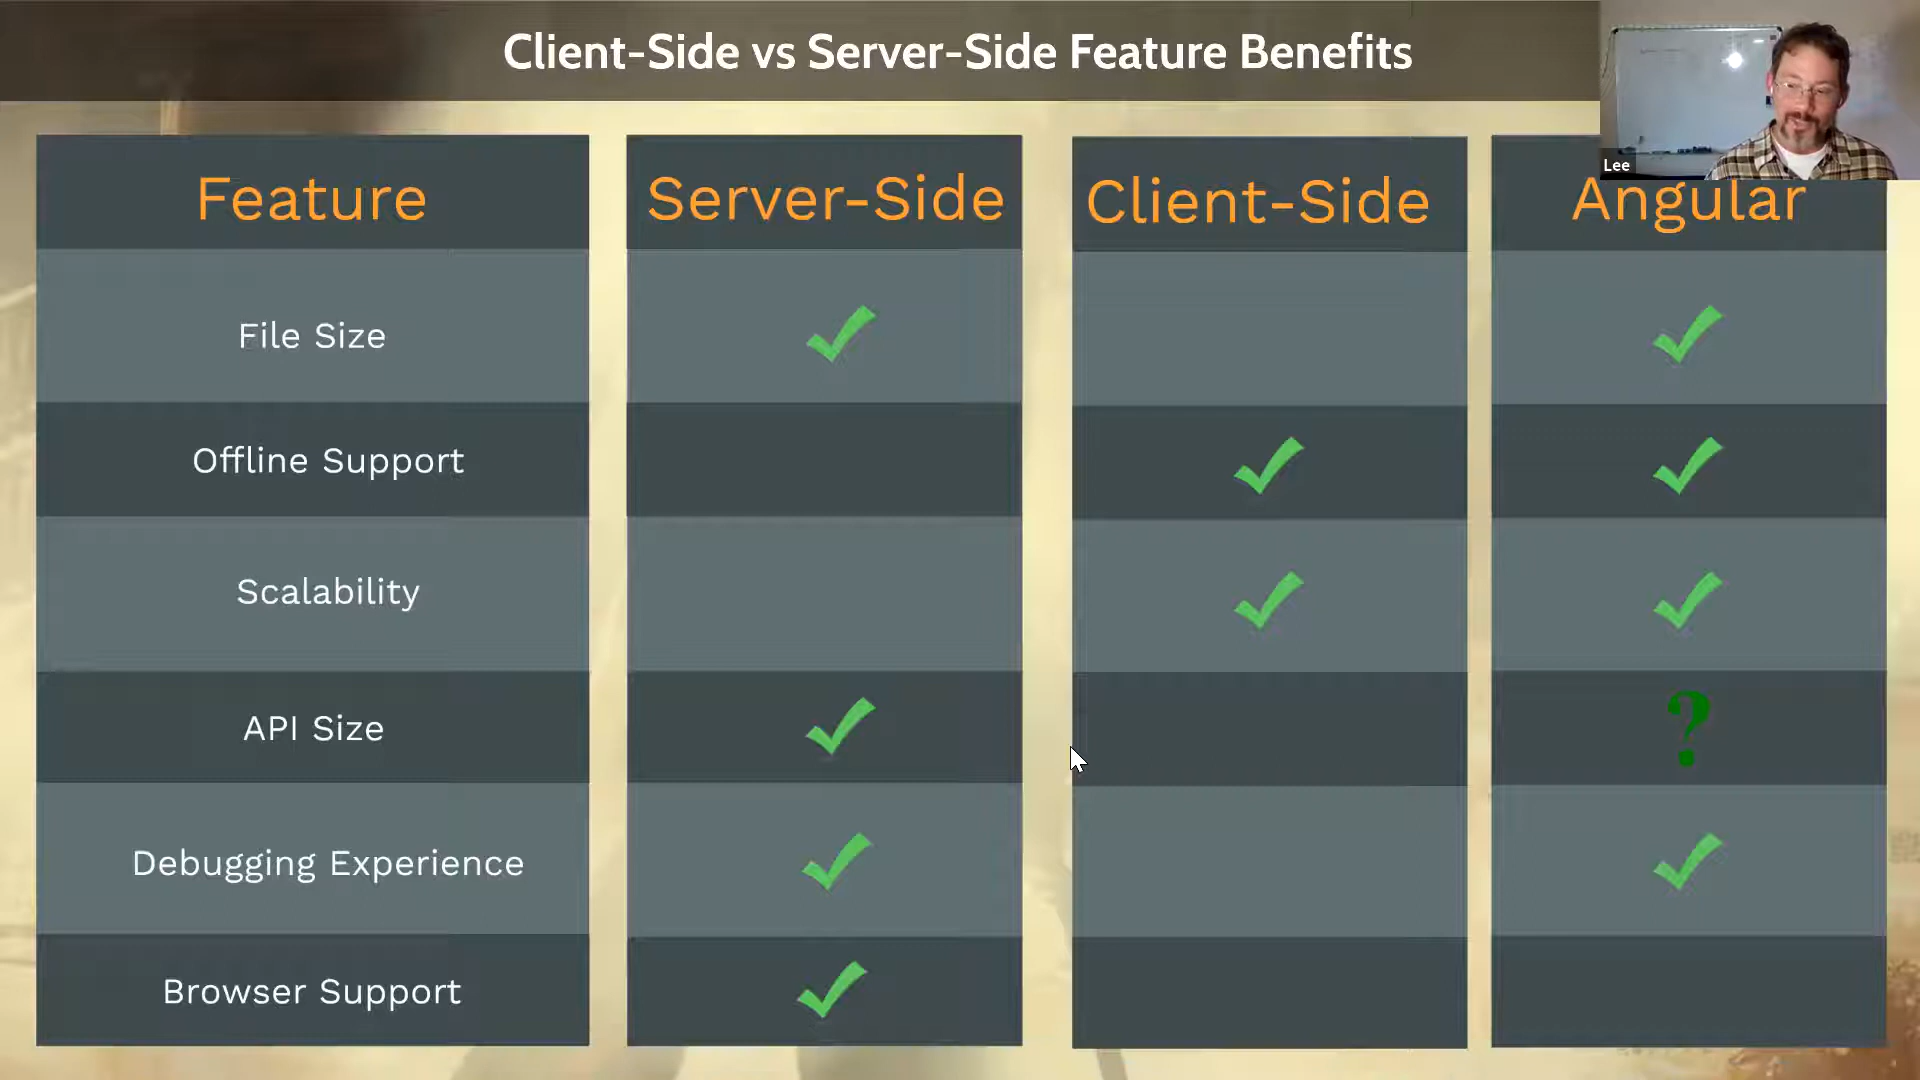 Client-Side vs Server-Side Feature Benefits
Lee
Feature Server-Side Client-Side Angular
File Size
Offline Support
Scalability
API Size ?
Debugging Experience
Browser Support